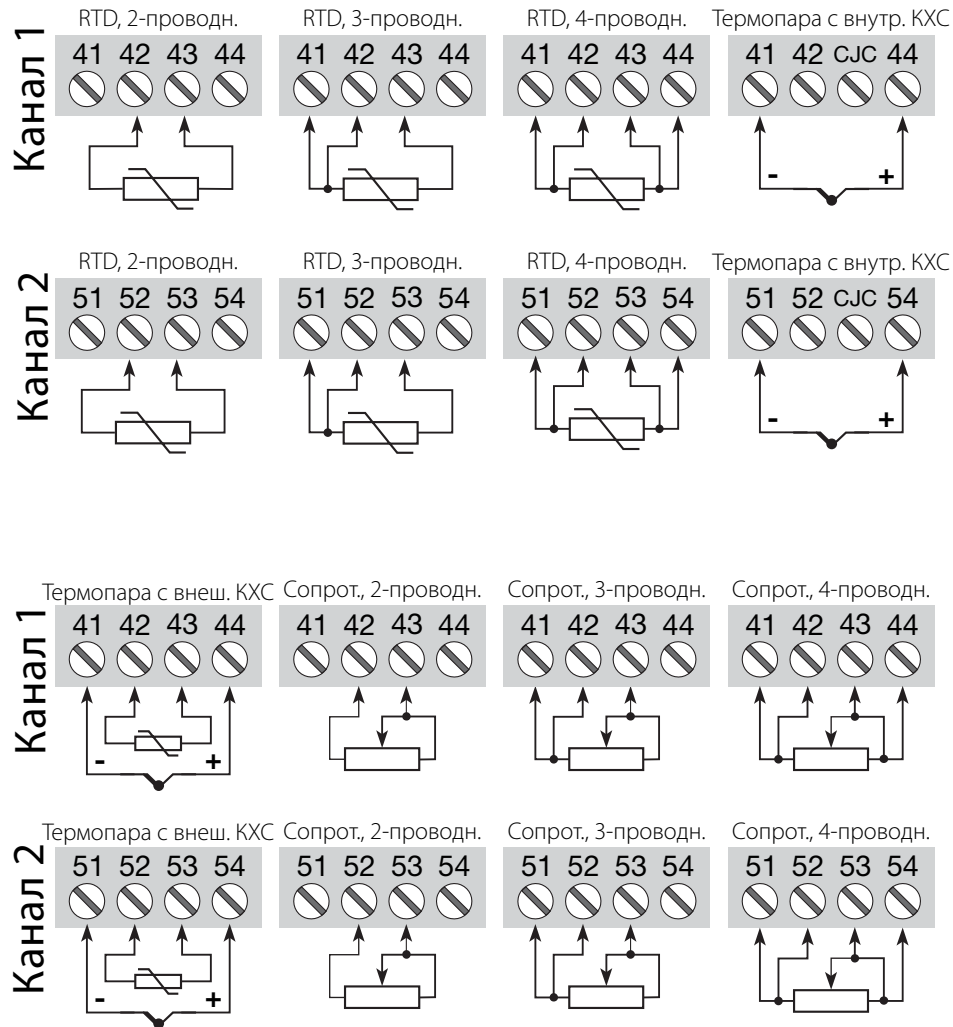 Канал 1
RTD, 2-проводн. RTD, 3-проводн. RTD, 4-проводн. Термопара с внутр. КХС
41 42 43 44 41 42 43 44 41 42 43 44 41 42 CJC 44
- +
Канал 2
RTD, 2-проводн. RTD, 3-проводн. RTD, 4-проводн. Термопара с внутр. КХС
51 52 53 54 51 52 53 54 51 52 53 54 51 52 CJC 54
- +
Канал 1
Термопара с внеш. КХС Сопрот., 2-проводн. Сопрот., 3-проводн. Сопрот., 4-проводн.
41 42 43 44 41 42 43 44 41 42 43 44 41 42 43 44
- +
Канал 2
Термопара с внеш. КХС Сопрот., 2-проводн. Сопрот., 3-проводн. Сопрот., 4-проводн.
51 52 53 54 51 52 53 54 51 52 53 54 51 52 53 54
- +